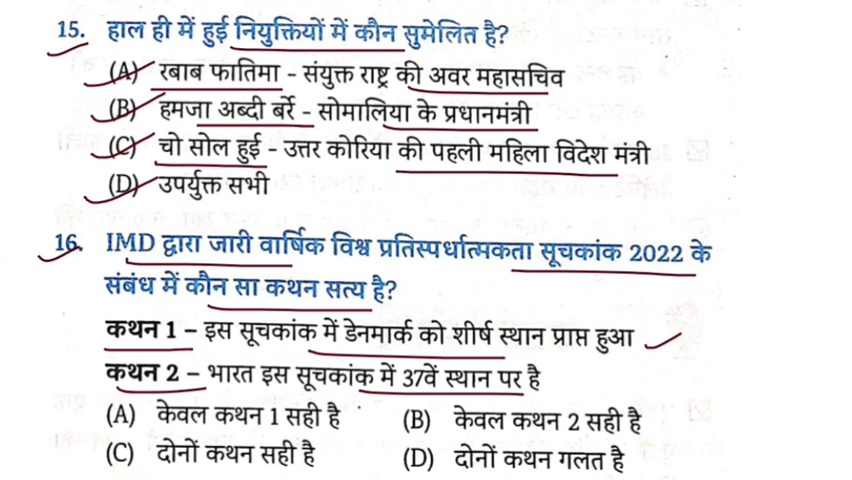 15. हाल ही में हुई नियुक्तियों में कौन सुमेलित है?
(A) रबाब फातिमा - संयुक्त राष्ट्र की अवर महासचिव
(B) हमजा अब्दी बर्रे - सोमालिया के प्रधानमंत्री
(C) चो सोल हुई - उत्तर कोरिया की पहली महिला विदेश मंत्री
(D) उपर्युक्त सभी
16. IMD द्वारा जारी वार्षिक विश्व प्रतिस्पर्धात्मकता सूचकांक 2022 के
संबंध में कौन सा कथन सत्य है?
कथन 1 – इस सूचकांक में डेनमार्क को शीर्ष स्थान प्राप्त हुआ
कथन 2 – भारत इस सूचकांक में 37वें स्थान पर है
(A) केवल कथन 1 सही है (B) केवल कथन 2 सही है
(C) दोनो कथन सही है (D) दोनों कथन गलत है